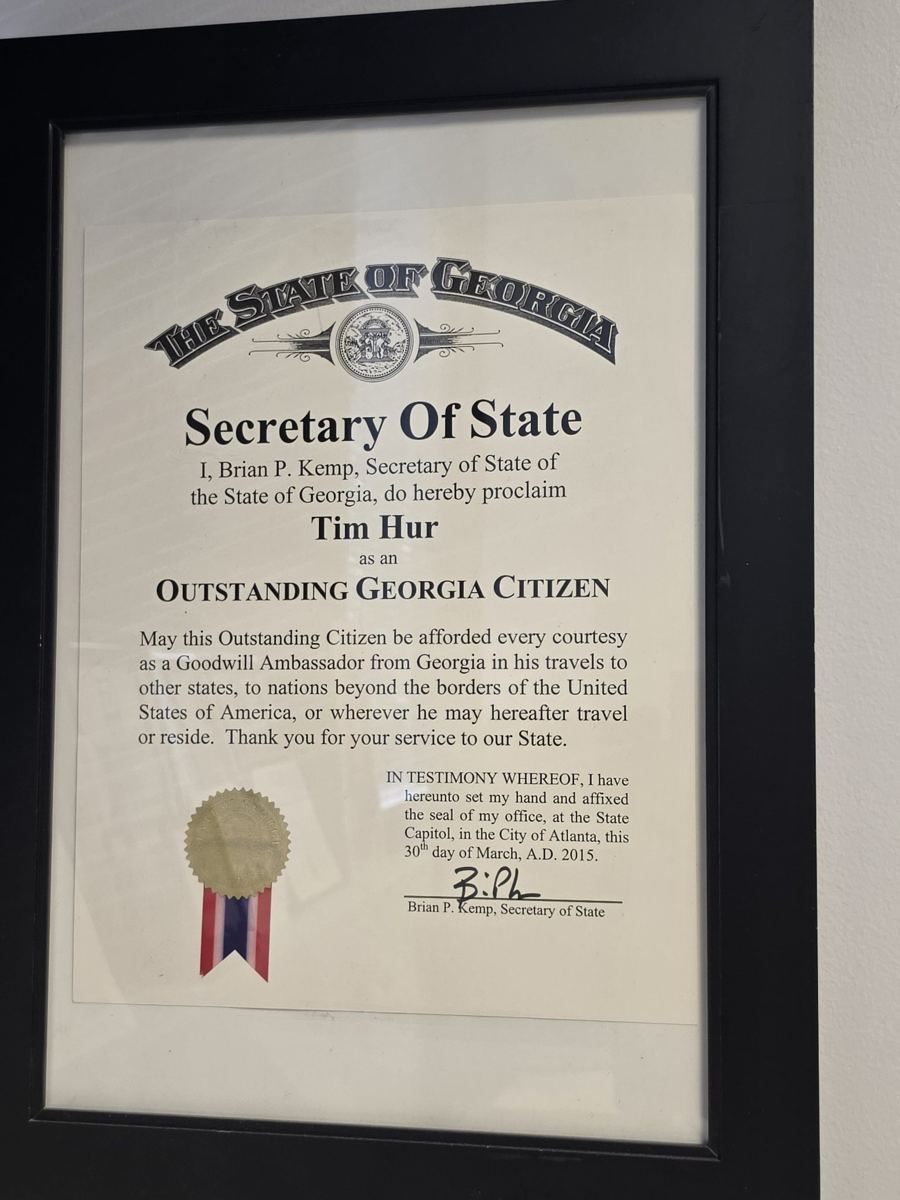 THE STATE OF GEORGIA
Secretary Of State
I, Brian P. Kemp, Secretary of State of
the State of Georgia, do hereby proclaim
Tim Hur
as an
OUTSTANDING GEORGIA CITIZEN
May this Outstanding Citizen be afforded every courtesy
as a Goodwill Ambassador from Georgia in his travels to
other states, to nations beyond the borders of the United
States of America, or wherever he may hereafter travel
or reside.  Thank you for your service to our State.
IN TESTIMONY WHEREOF, I have
hereunto set my hand and affixed
the seal of my office, at the State
Capitol, in the City of Atlanta, this
30th day of March, A.D. 2015.
Brian P. Kemp, Secretary of State